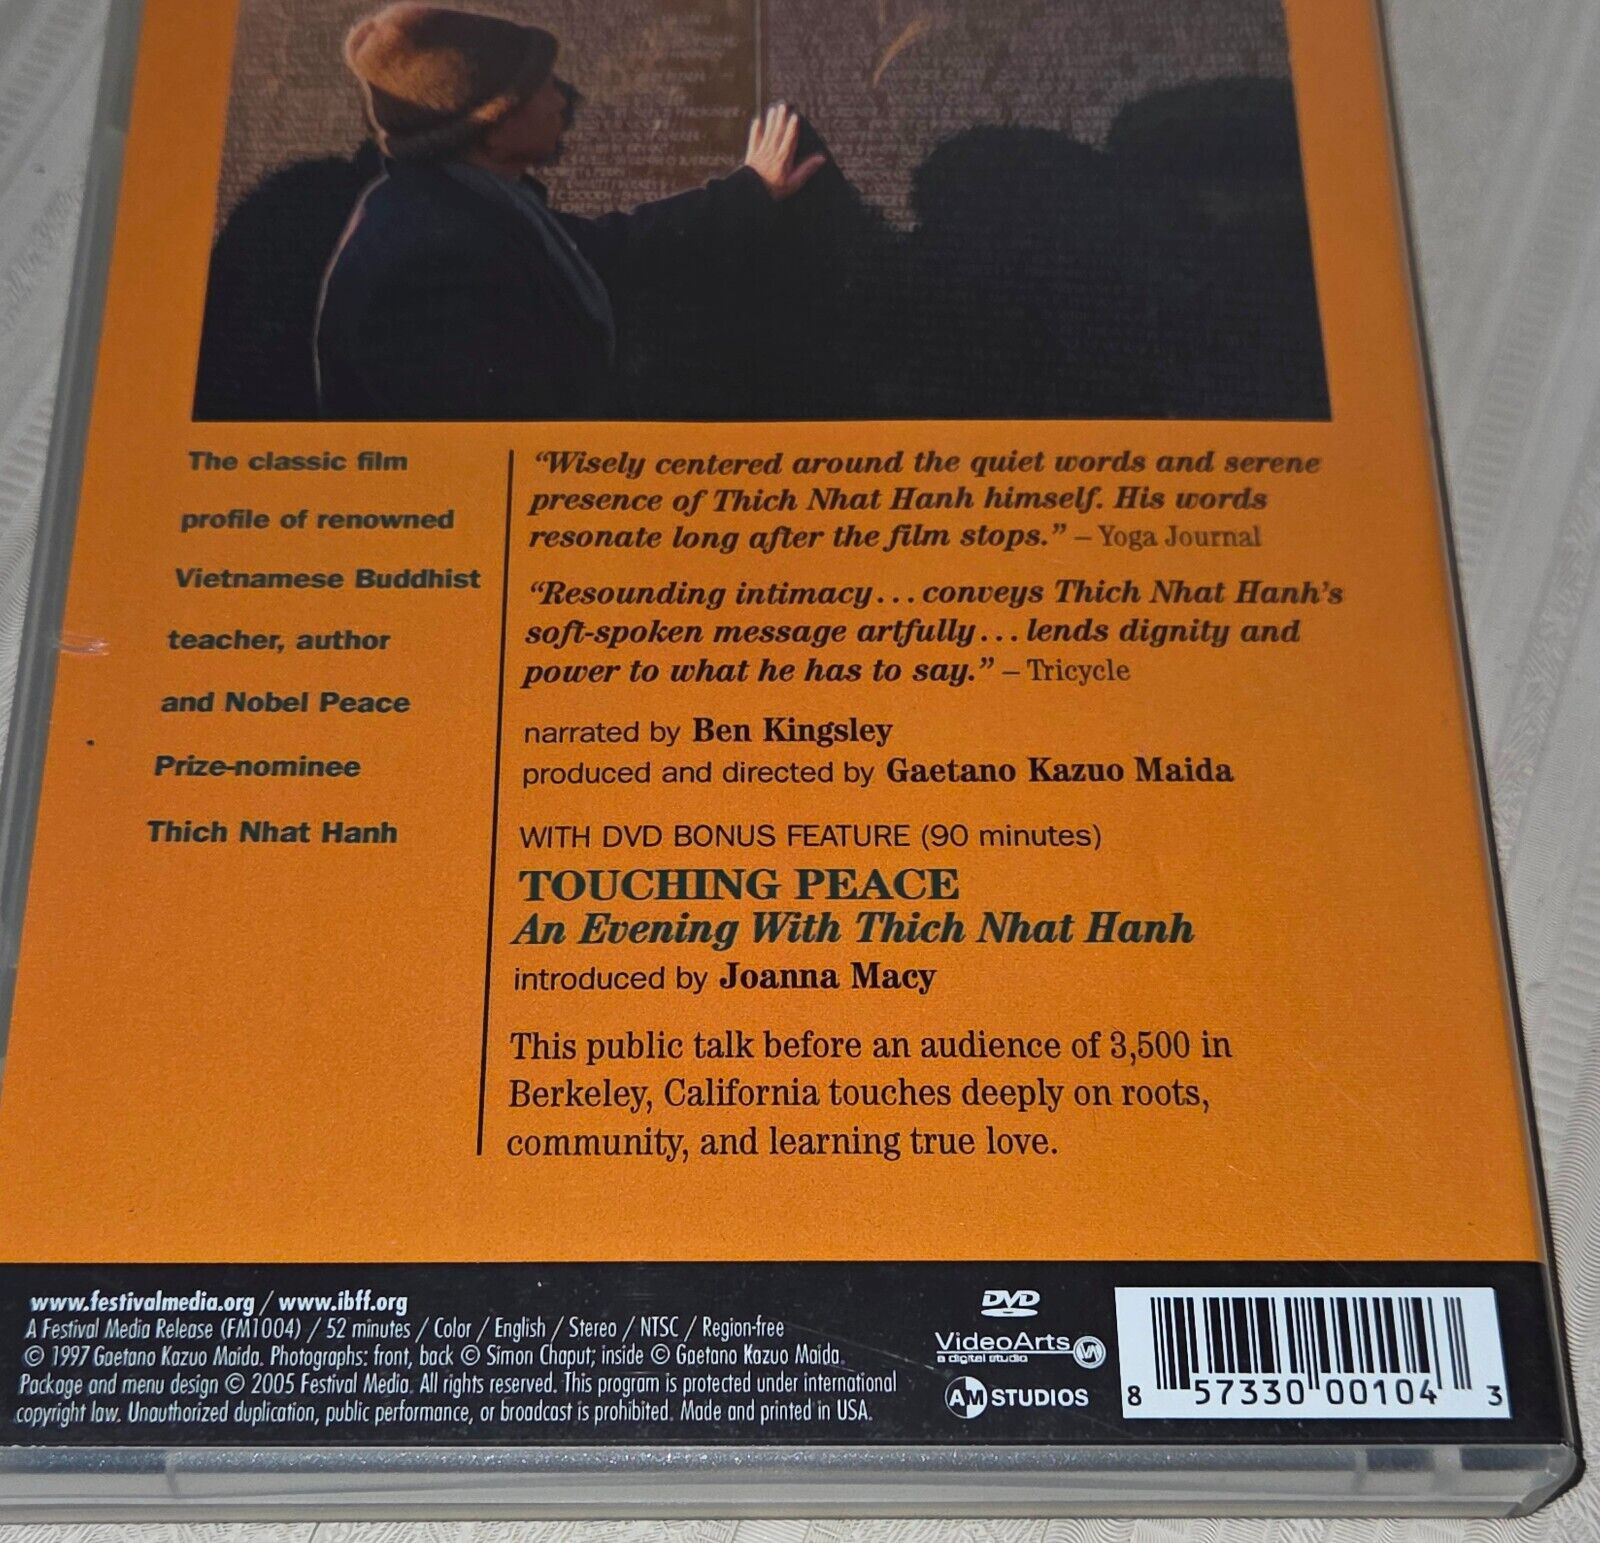 The classic film
profile of renowned
Vietnamese Buddhist
teacher, author
and Nobel Peace
Prize-nominee
Thich Nhat Hanh
“Wisely centered around the quiet words and serene
presence of Thich Nhat Hanh himself. His words
resonate long after the film stops.” – Yoga Journal
“Resounding intimacy...conveys Thich Nhat Hanh’s
soft-spoken message artfully...lends dignity and
power to what he has to say.” – Tricycle
narrated by Ben Kingsley
produced and directed by Gaetano Kazuo Maida
WITH DVD BONUS FEATURE (90 minutes)
TOUCHING PEACE
An Evening With Thich Nhat Hanh
introduced by Joanna Macy
This public talk before an audience of 3,500 in
Berkeley, California touches deeply on roots,
community, and learning true love.
www.festivalmedia.org / www.ibff.org
A Festival Media Release (FM1004) / 52 minutes / Color / English / Stereo / NTSC / Region-free
© 1997 Gaetano Kazuo Maida. Photographs: front, back © Simon Chaput; inside © Gaetano Kazuo Maida.
Package and menu design © 2005 Festival Media. All rights reserved. This program is protected under international
copyright law. Unauthorized duplication, public performance, or broadcast is prohibited. Made and printed in USA.
DVD
VideoArts
a digital studio
AM STUDIOS
8 57330 00104 3